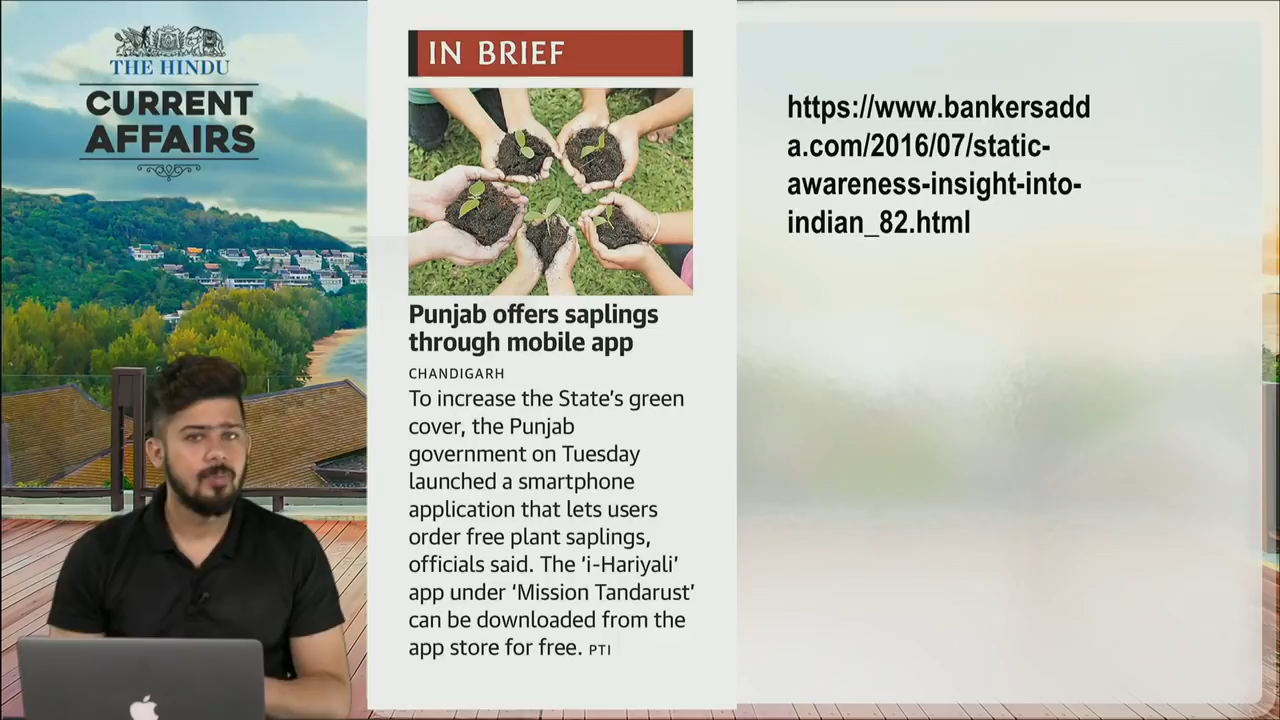 THE HINDU
CURRENT
AFFAIRS
IN BRIEF
Punjab offers saplings
through mobile app
CHANDIGARH
To increase the State's green
cover, the Punjab
government on Tuesday
launched a smartphone
application that lets users
order free plant saplings,
officials said. The ‘i-Hariyali’
app under ‘Mission Tandarust’
can be downloaded from the
app store for free. PTI
https://www.bankersadd
a.com/2016/07/static-
awareness-insight-into-
indian_82.html